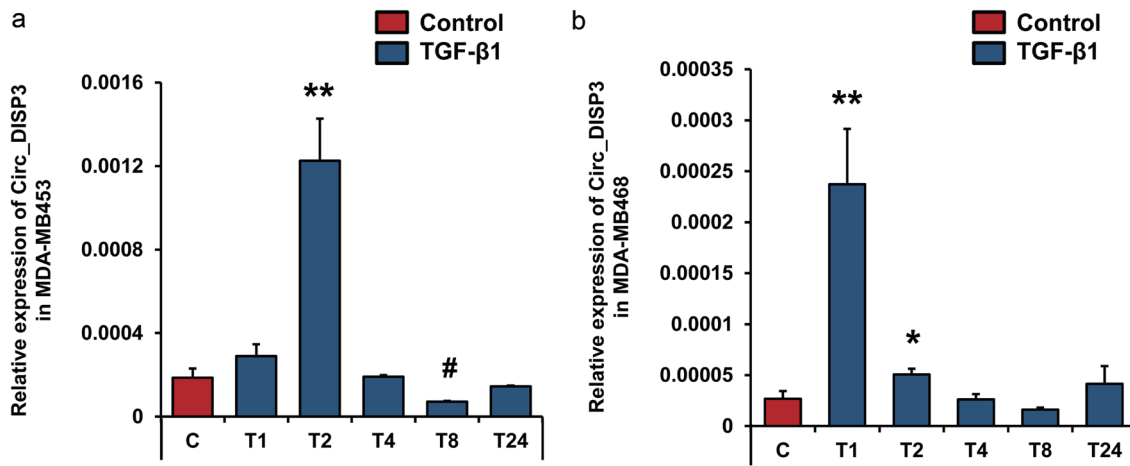 a
Control
TGF-β1
Relative expression of Circ_DISP3
in MDA-MB453
0.0016
0.0012
0.0008
0.0004
0
**
#
C T1 T2 T4 T8 T24
b
Control
TGF-β1
Relative expression of Circ_DISP3
in MDA-MB468
0.00035
0.0003
0.00025
0.0002
0.00015
0.0001
0.00005
0
**
*
C T1 T2 T4 T8 T24